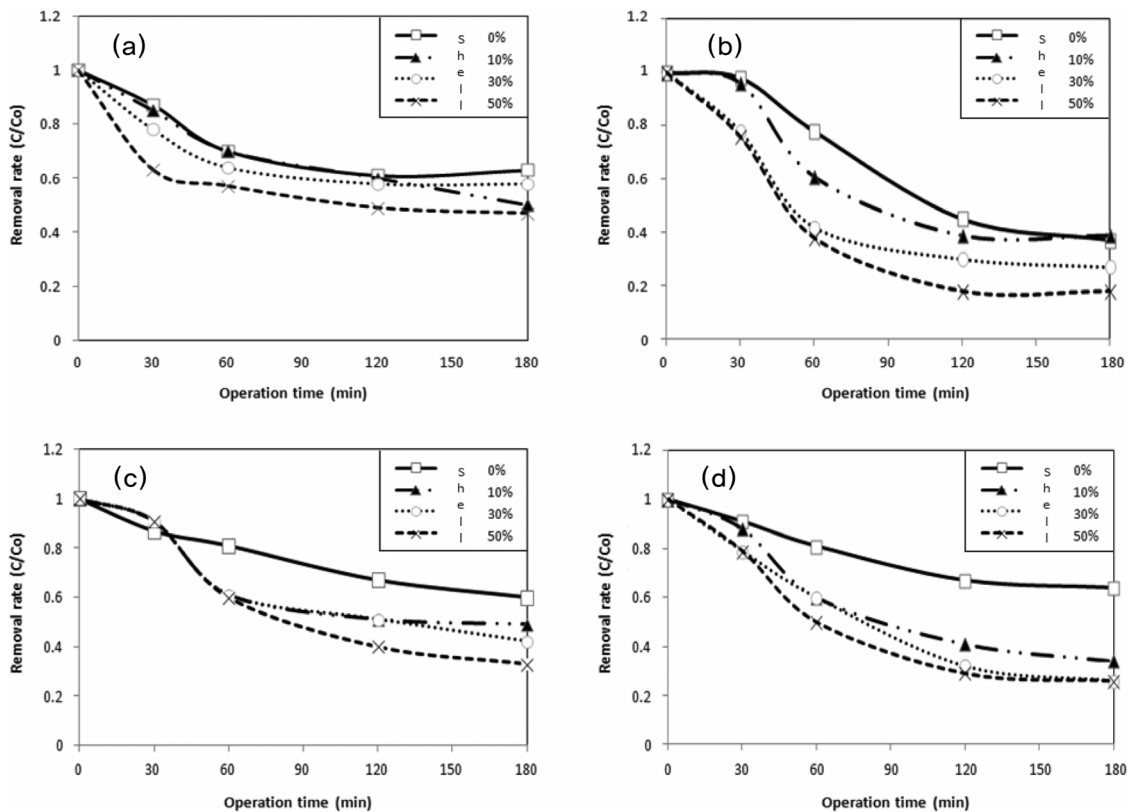 (a)
S
h
e
l
l
0%
10%
30%
50%
Removal rate (C/Co)
1.2
1
0.8
0.6
0.4
0.2
0
0 30 60 90 120 150 180
Operation time (min)
(b)
S
h
e
l
l
0%
10%
30%
50%
Removal rate (C/Co)
1.2
1
0.8
0.6
0.4
0.2
0
0 30 60 90 120 150 180
Operation time (min)
(c)
S
h
e
l
l
0%
10%
30%
50%
Removal rate (C/Co)
1.2
1
0.8
0.6
0.4
0.2
0
0 30 60 90 120 150 180
Operation time (min)
(d)
S
h
e
l
l
0%
10%
30%
50%
Removal rate (C/Co)
1.2
1
0.8
0.6
0.4
0.2
0
0 30 60 90 120 150 180
Operation time (min)